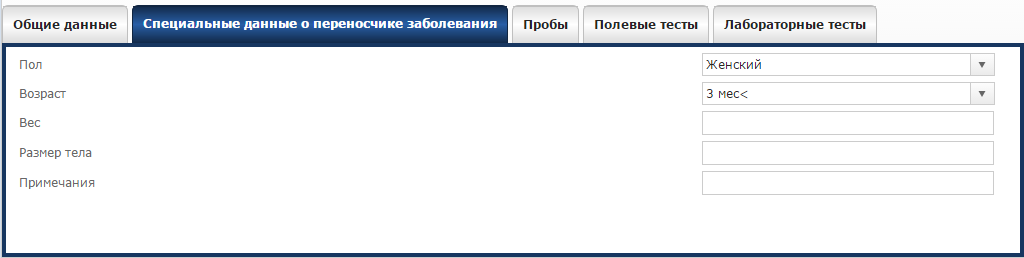 Общие данные Специальные данные о переносчике заболевания Пробы Полевые тесты Лабораторные тесты
Пол Женский
Возраст 3 мес<
Вес
Размер тела
Примечания